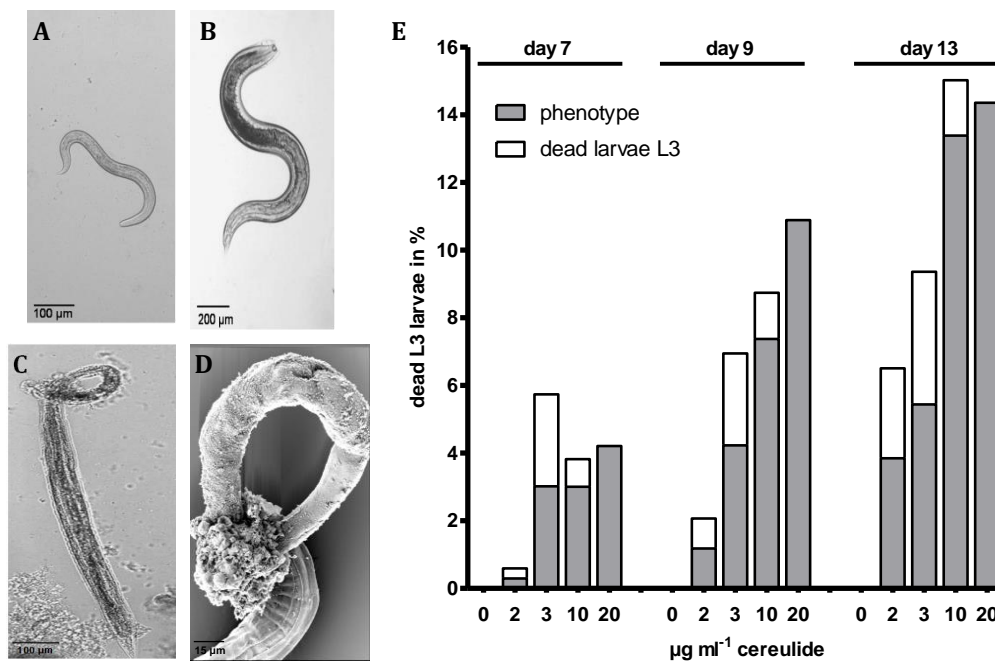 A
B
100 µm
200 µm
C
D
100 µm
15 µm
E
day 7
day 9
day 13
phenotype
dead larvae L3
dead L3 larvae in %
16
14
12
10
8
6
4
2
0
0 2 3 10 20 0 2 3 10 20 0 2 3 10 20
µg ml⁻¹ cereulide